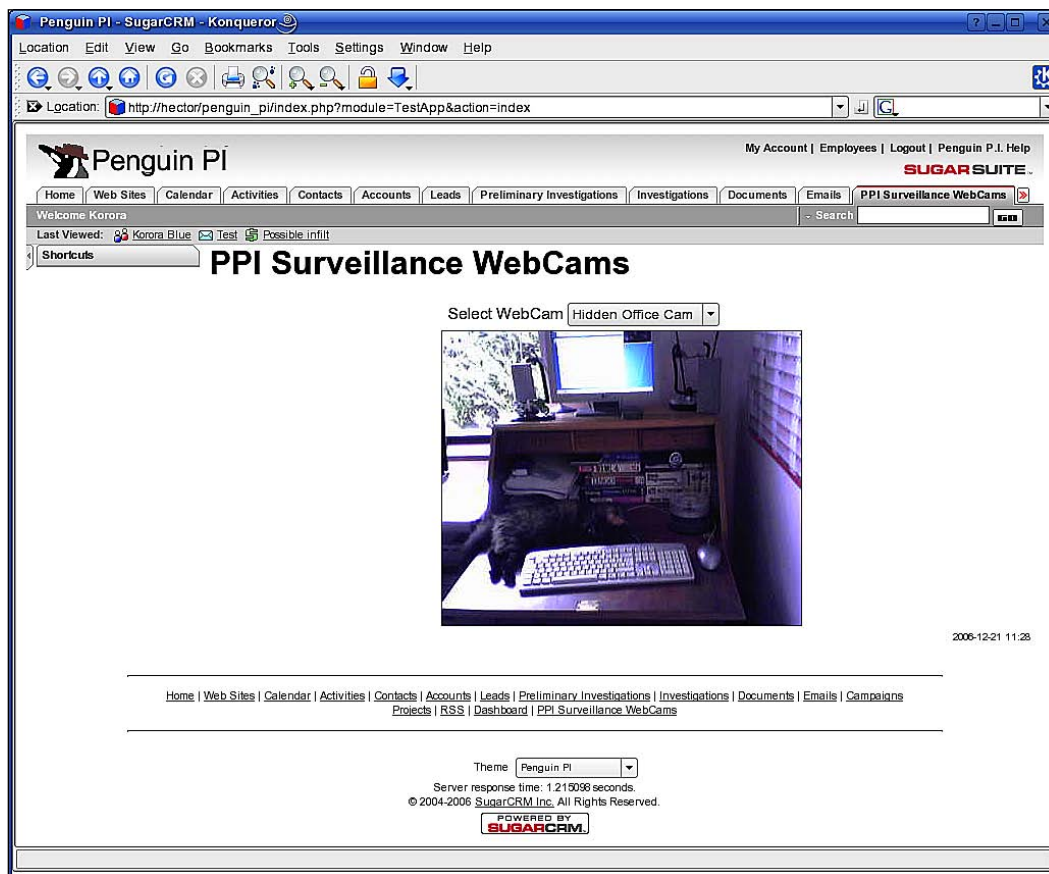 Penguin PI - SugarCRM - Konqueror
Location Edit View Go Bookmarks Tools Settings Window Help
Location: http://hector/penguin_pi/index.php?module=TestApp&action=index
My Account | Employees | Logout | Penguin P.I. Help
Penguin PI
SUGARSUITE
Home Web Sites Calendar Activities Contacts Accounts Leads Preliminary Investigations Investigations Documents Emails PPI Surveillance WebCams »
Welcome Korora
- Search GO
Last Viewed: Korora Blue Test Possible infilt
Shortcuts
PPI Surveillance WebCams
Select WebCam Hidden Office Cam
2006-12-21 11:28
Home | Web Sites | Calendar | Activities | Contacts | Accounts | Leads | Preliminary Investigations | Investigations | Documents | Emails | Campaigns
Projects | RSS | Dashboard | PPI Surveillance WebCams
Theme Penguin PI
Server response time: 1.215098 seconds.
© 2004-2006 SugarCRM Inc. All Rights Reserved.
POWERED BY
SUGARCRM.